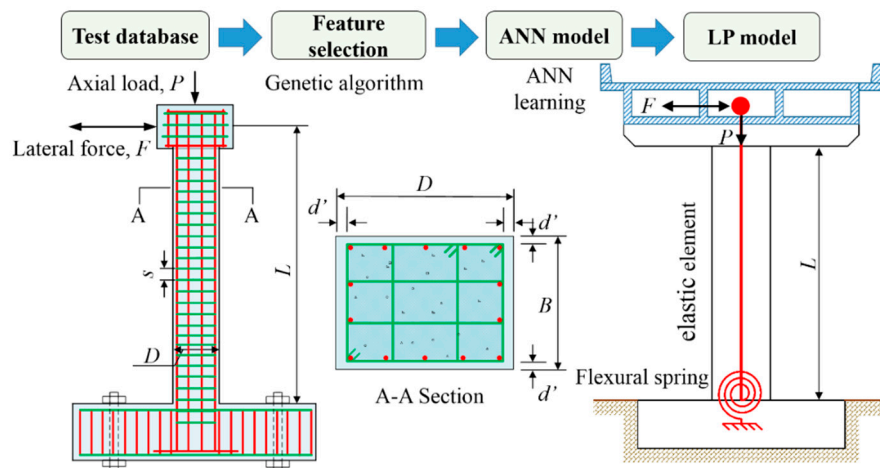 Test database
Feature
selection
ANN model
LP model
Axial load, P
Genetic algorithm
ANN
learning
Lateral force, F
F
P
A
A
D
d'
d'
L
s
B
L
elastic element
D
Flexural spring
d'
A-A Section